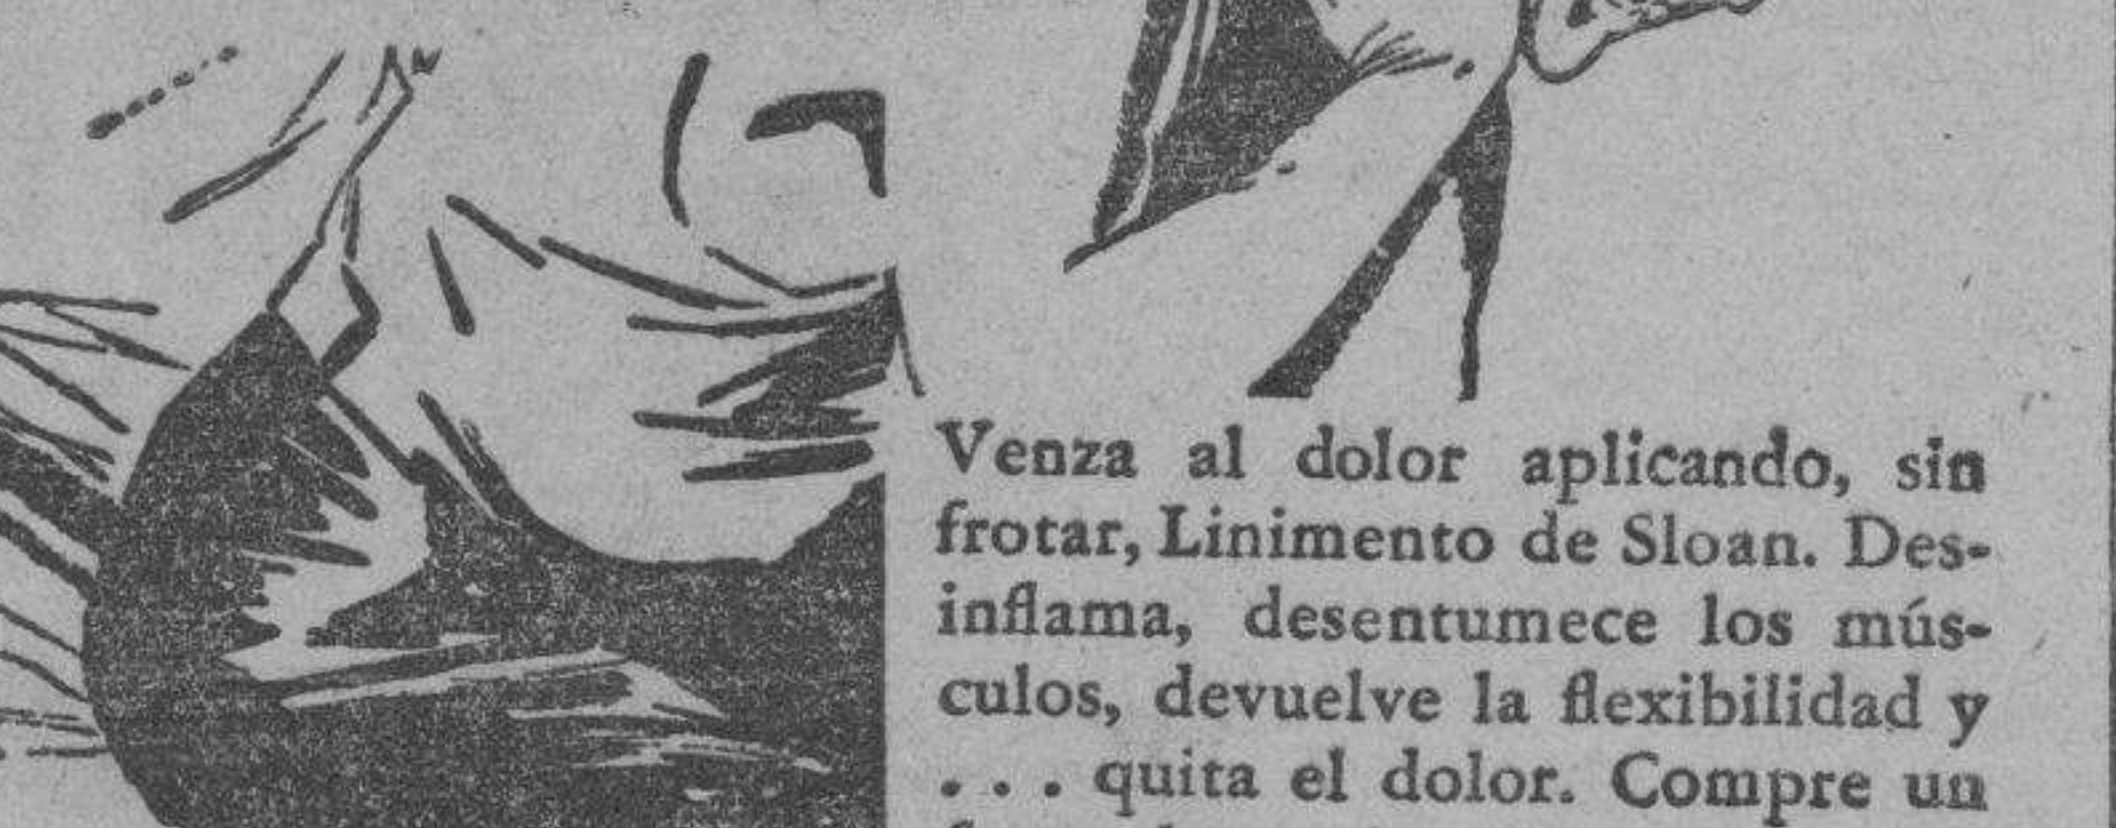 Venza al dolor aplicando, sin
frotar, Linimento de Sloan. Des-
inflama, desentumece los mús-
culos, devuelve la flexibilidad y
. . . quita el dolor. Compre un